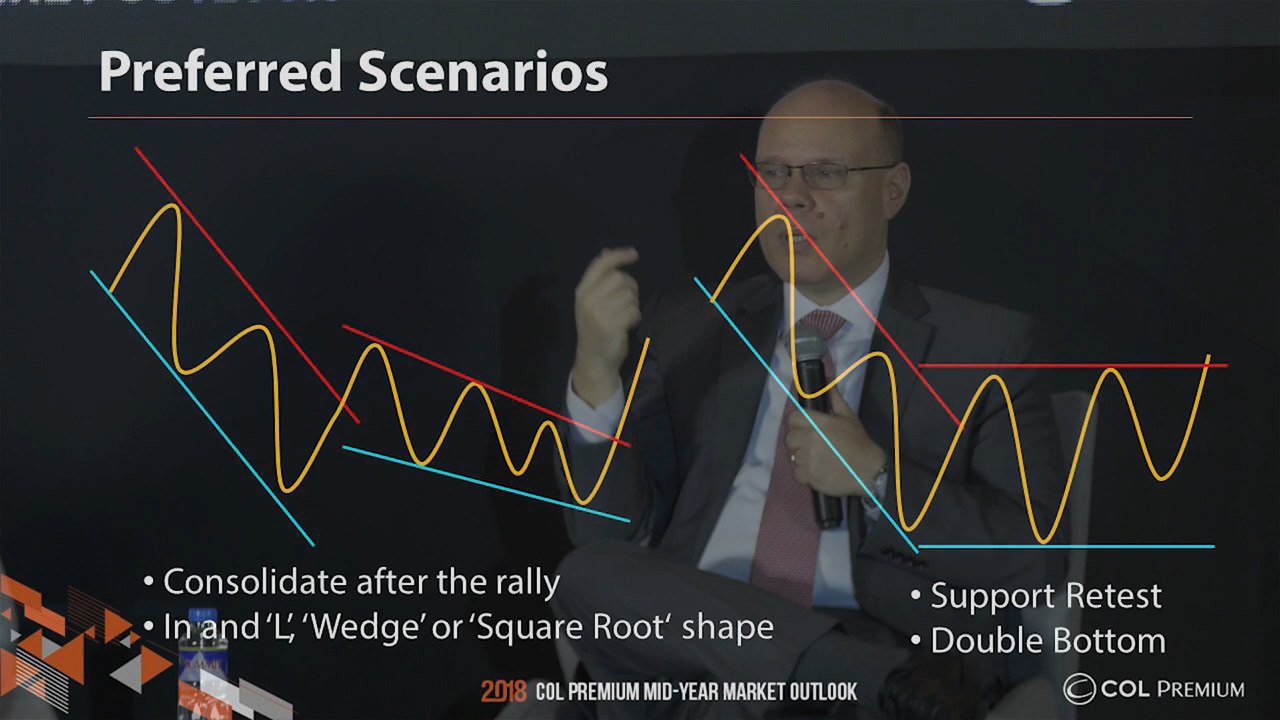 Preferred Scenarios
• Consolidate after the rally
• In and ‘L’, ‘Wedge’ or ‘Square Root‘ shape
• Support Retest
• Double Bottom
2018 COL PREMIUM MID-YEAR MARKET OUTLOOK
COL PREMIUM